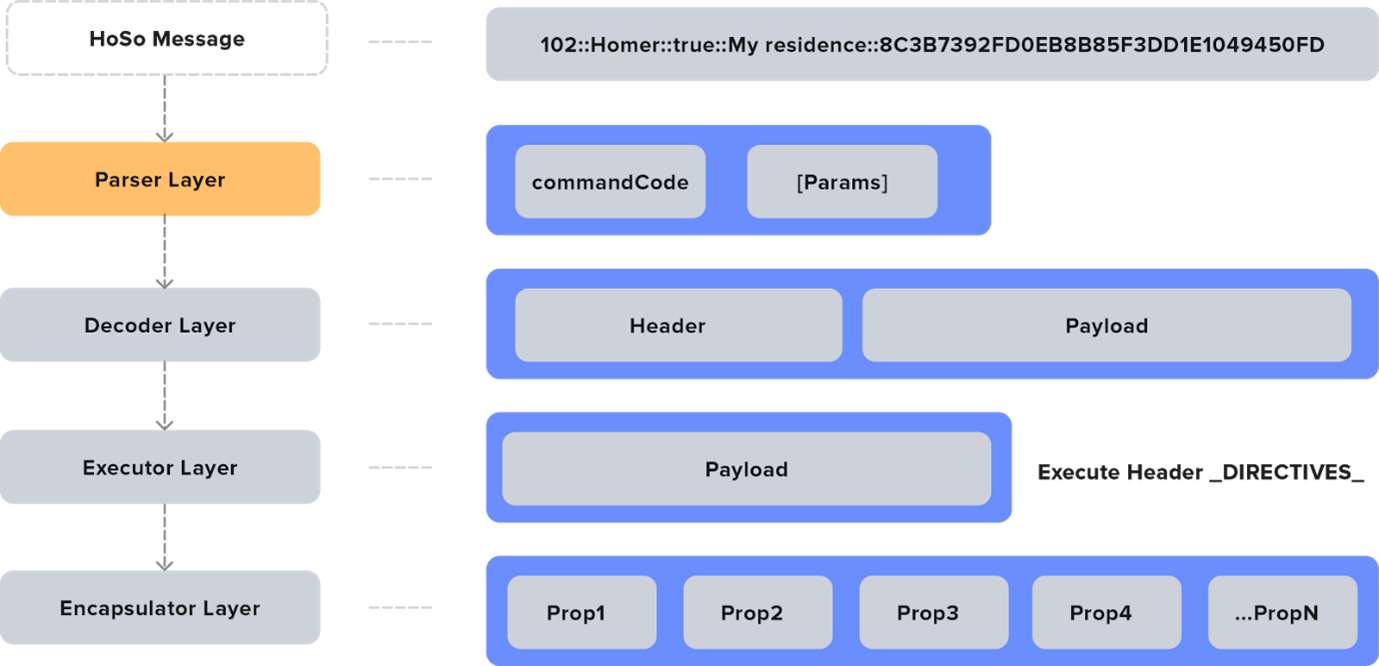 HoSo Message
102::Homer::true::My residence::8C3B7392FD0EB8B85F3DD1E1049450FD
Parser Layer
commandCode
[Params]
Decoder Layer
Header
Payload
Executor Layer
Payload
Execute Header _DIRECTIVES_
Encapsulator Layer
Prop1
Prop2
Prop3
Prop4
...PropN